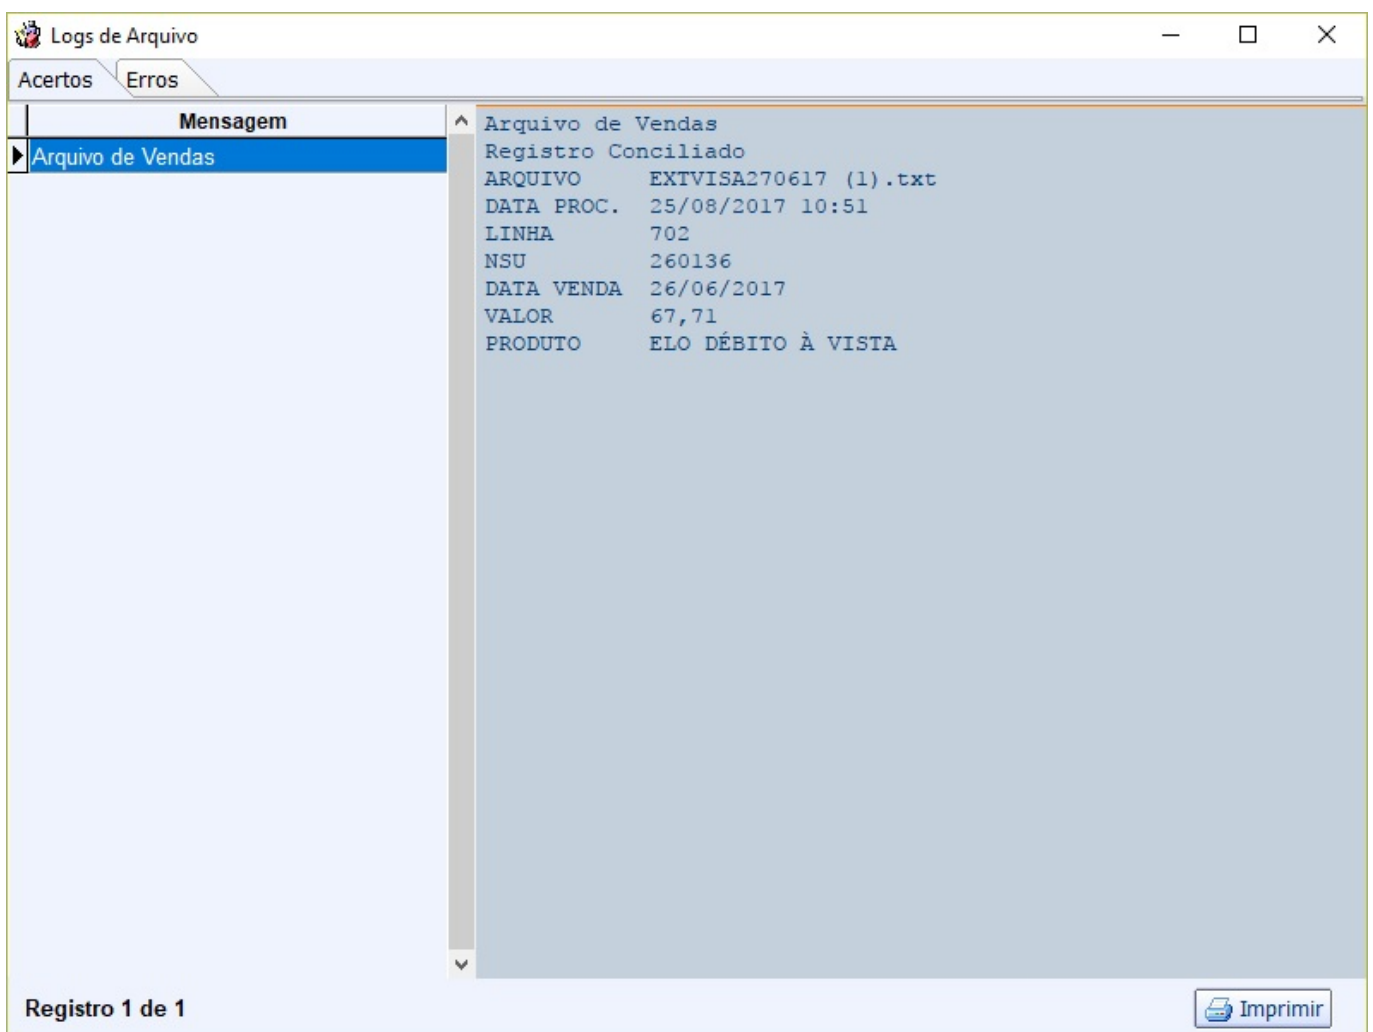 Logs de Arquivo
Acertos Erros
Mensagem
Arquivo de Vendas
Arquivo de Vendas
Registro Conciliado
ARQUIVO EXTVISA270617 (1).txt
DATA PROC. 25/08/2017 10:51
LINHA 702
NSU 260136
DATA VENDA 26/06/2017
VALOR 67,71
PRODUTO ELO DÉBITO À VISTA
Registro 1 de 1
Imprimir